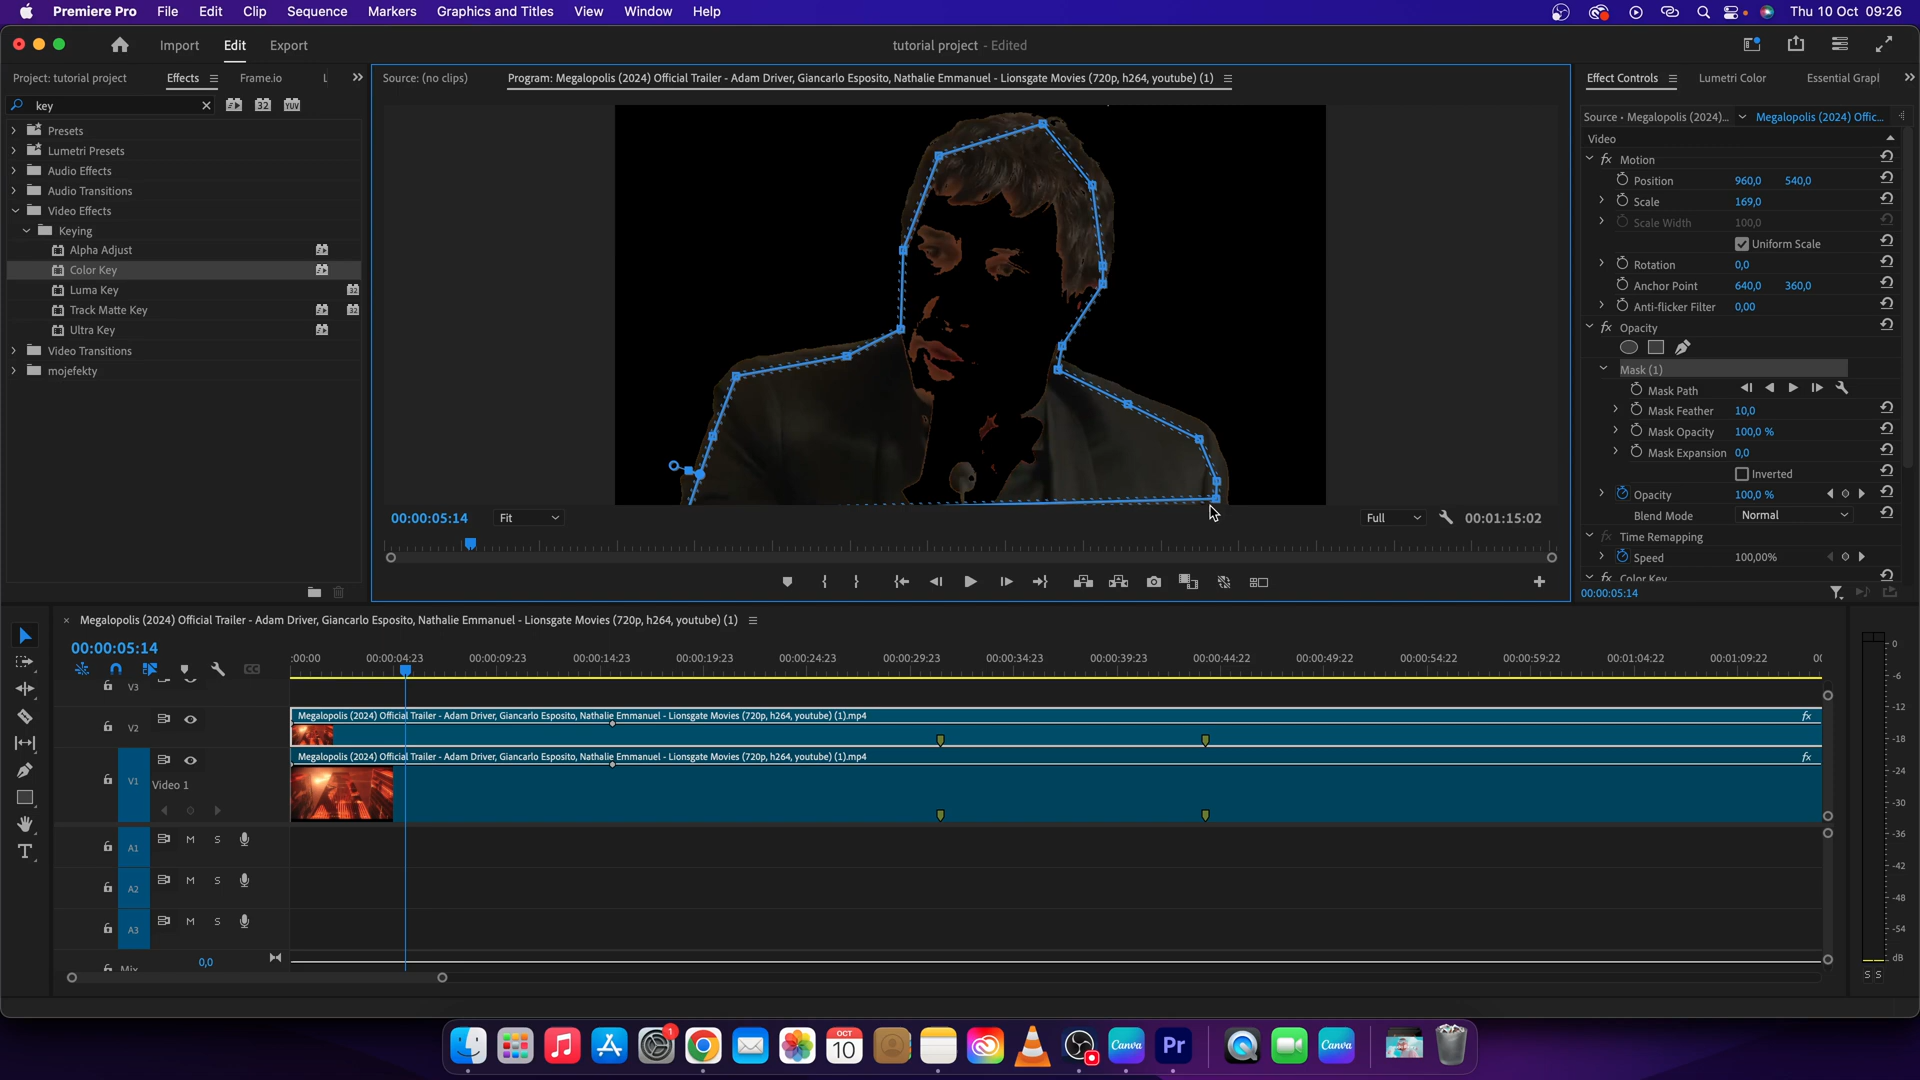 Premiere Pro File Edit Clip Sequence Markers Graphics and Titles View Window Help Thu 10 Oct 09:26
Import Edit Export tutorial project - Edited
Project: tutorial project Effects Frame.io
Source: (no clips) Program: Megalopolis (2024) Official Trailer - Adam Driver, Giancarlo Esposito, Nathalie Emmanuel - Lionsgate Movies (720p, h264, youtube) (1)
Effect Controls Lumetri Color Essential Grapl
key 32 YUV
Presets
Lumetri Presets
Audio Effects
Audio Transitions
Video Effects
Keying
Alpha Adjust
Color Key
Luma Key 32
Track Matte Key 32
Ultra Key
Video Transitions
mojefekty
Source • Megalopolis (2024)... Megalopolis (2024) Offic...
Video
fx Motion
Position 960,0 540,0
Scale 169,0
Scale Width 100,0
Uniform Scale
Rotation 0,0
Anchor Point 640,0 360,0
Anti-flicker Filter 0,00
fx Opacity
Mask (1)
Mask Path
Mask Feather 10,0
Mask Opacity 100,0 %
Mask Expansion 0,0
Inverted
Opacity 100,0 %
Blend Mode Normal
fx Time Remapping
Speed 100,00%
fx Color Key
00:00:05:14
00:00:05:14 Fit Full 00:01:15:02
Megalopolis (2024) Official Trailer - Adam Driver, Giancarlo Esposito, Nathalie Emmanuel - Lionsgate Movies (720p, h264, youtube) (1)
00:00:05:14
:00:00 00:00:04:23 00:00:09:23 00:00:14:23 00:00:19:23 00:00:24:23 00:00:29:23 00:00:34:23 00:00:39:23 00:00:44:22 00:00:49:22 00:00:54:22 00:00:59:22 00:01:04:22 00:01:09:22 00
CC
V3
V2 Megalopolis (2024) Official Trailer - Adam Driver, Giancarlo Esposito, Nathalie Emmanuel - Lionsgate Movies (720p, h264, youtube) (1).mp4 fx
Megalopolis (2024) Official Trailer - Adam Driver, Giancarlo Esposito, Nathalie Emmanuel - Lionsgate Movies (720p, h264, youtube) (1).mp4 fx
V1 Video 1
A1 M S
A2 M S
A3 M S
Mix 0,0
0
-6
-12
-18
-24
-30
-36
-42
-48
-54
dB
S S
1 OCT 10 Canva Pr Canva